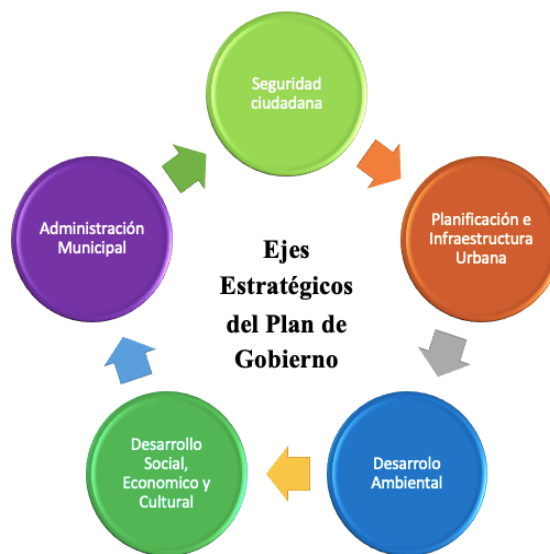 Seguridad
ciudadana
Planificación e
Infraestructura
Urbana
Desarrolo
Ambiental
Desarrollo
Social,
Economico y
Cultural
Administración
Municipal
Ejes
Estratégicos
del Plan de
Gobierno